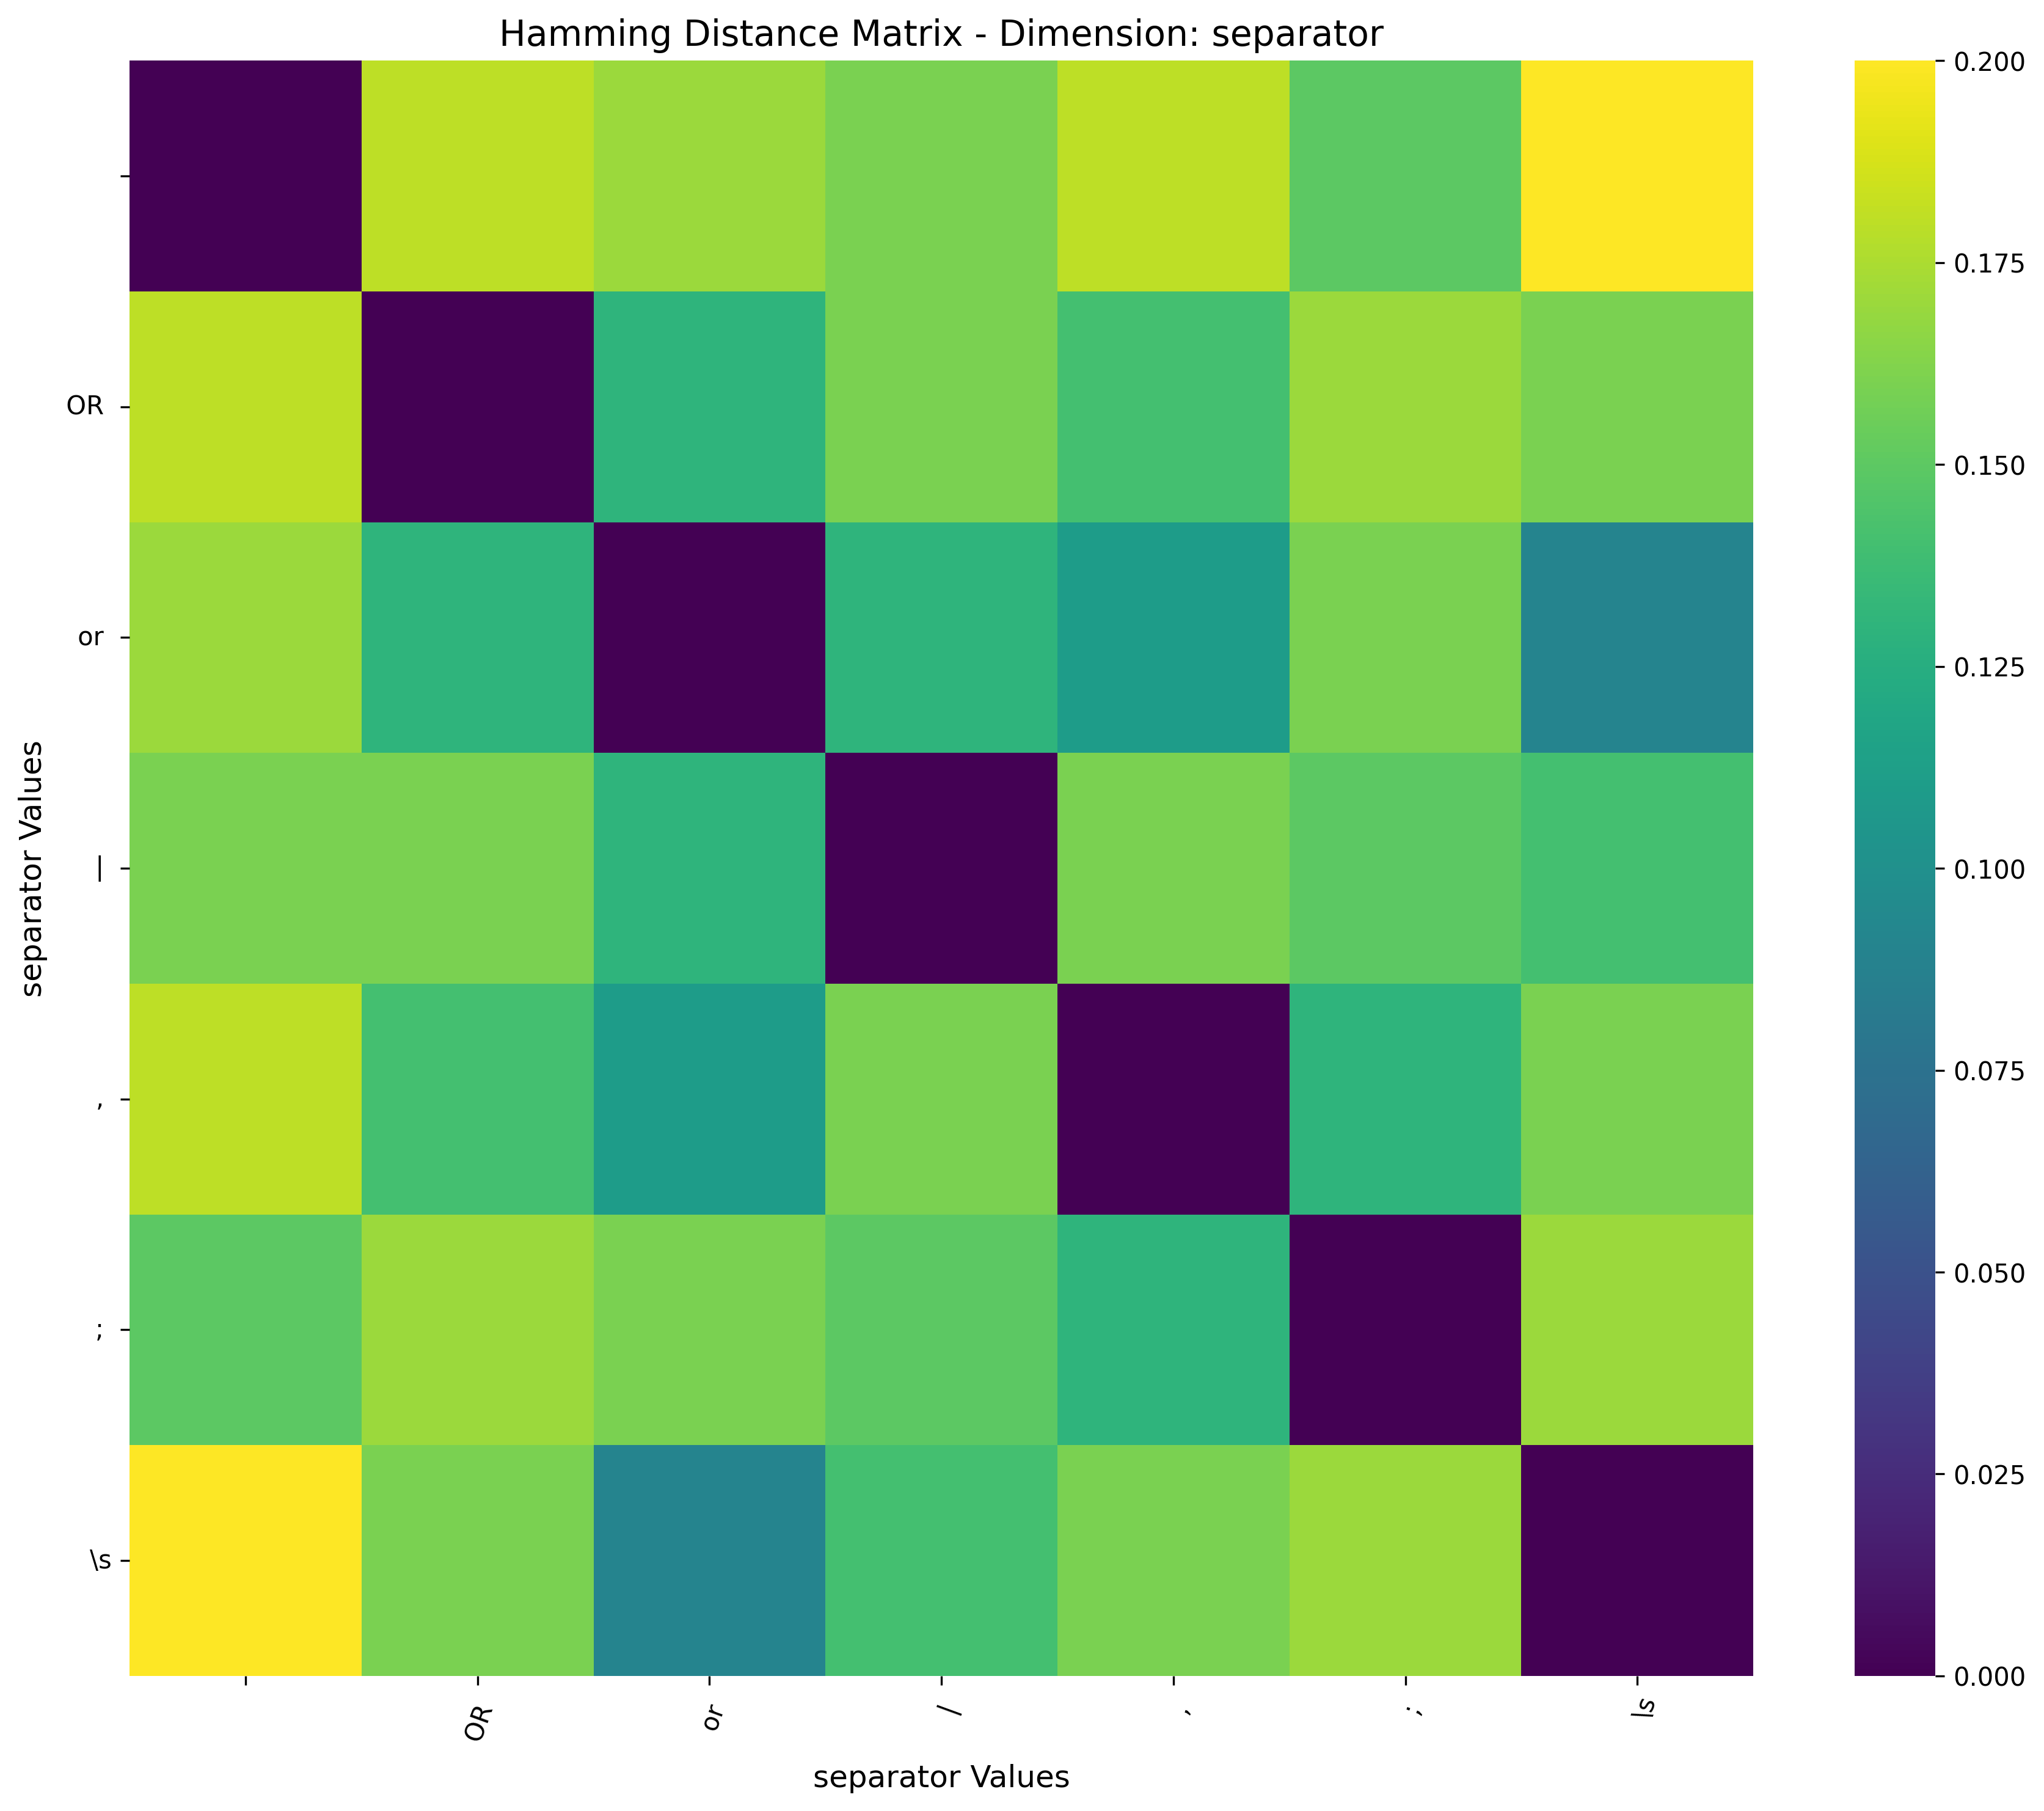 Hamming Distance Matrix - Dimension: separator
separator Values
OR
or
|
,
;
\s
OR
or
|
,
;
\s
separator Values
0.200
0.175
0.150
0.125
0.100
0.075
0.050
0.025
0.000